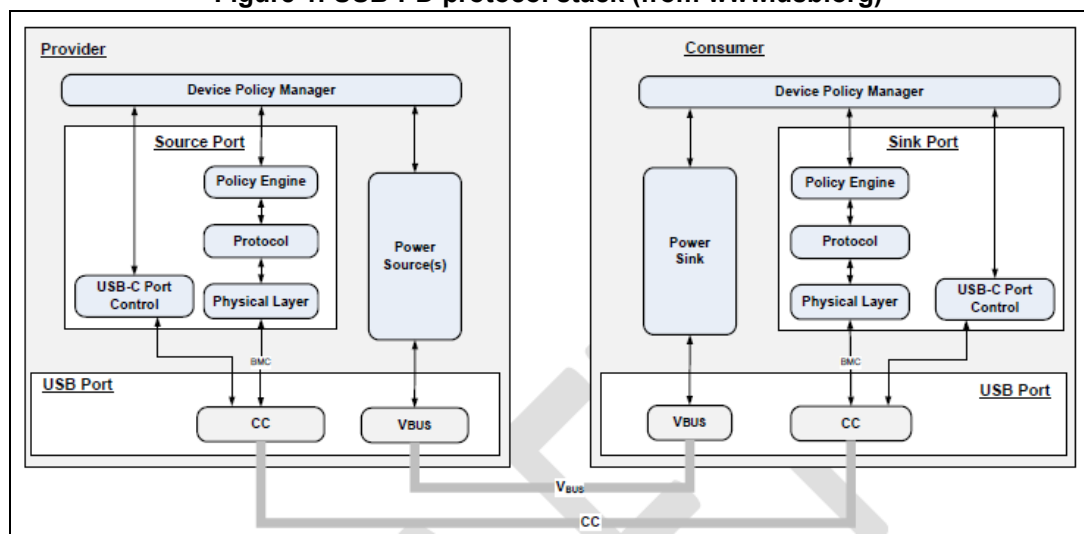 Figure 1. USB-PD protocol stack (from www.usb.org)
Provider
Device Policy Manager
Source Port
Policy Engine
Protocol
Physical Layer
USB-C Port
Control
Power
Source(s)
BMC
USB Port
CC
VBUS
Consumer
Device Policy Manager
Sink Port
Power
Sink
Policy Engine
Protocol
Physical Layer
USB-C Port
Control
BMC
USB Port
VBUS
CC
VBUS
CC